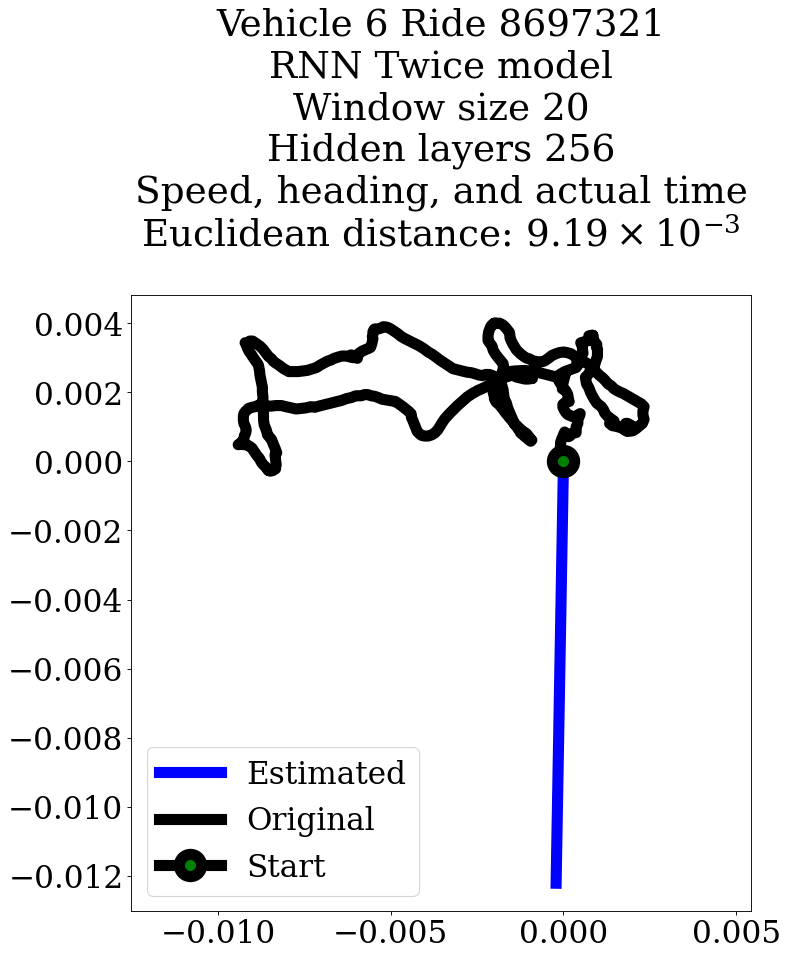 Vehicle 6 Ride 8697321
RNN Twice model
Window size 20
Hidden layers 256
Speed, heading, and actual time
Euclidean distance: 9.19 × 10⁻³
0.004
0.002
0.000
−0.002
−0.004
−0.006
−0.008
−0.010
−0.012
Estimated
Original
Start
−0.010 −0.005 0.000 0.005